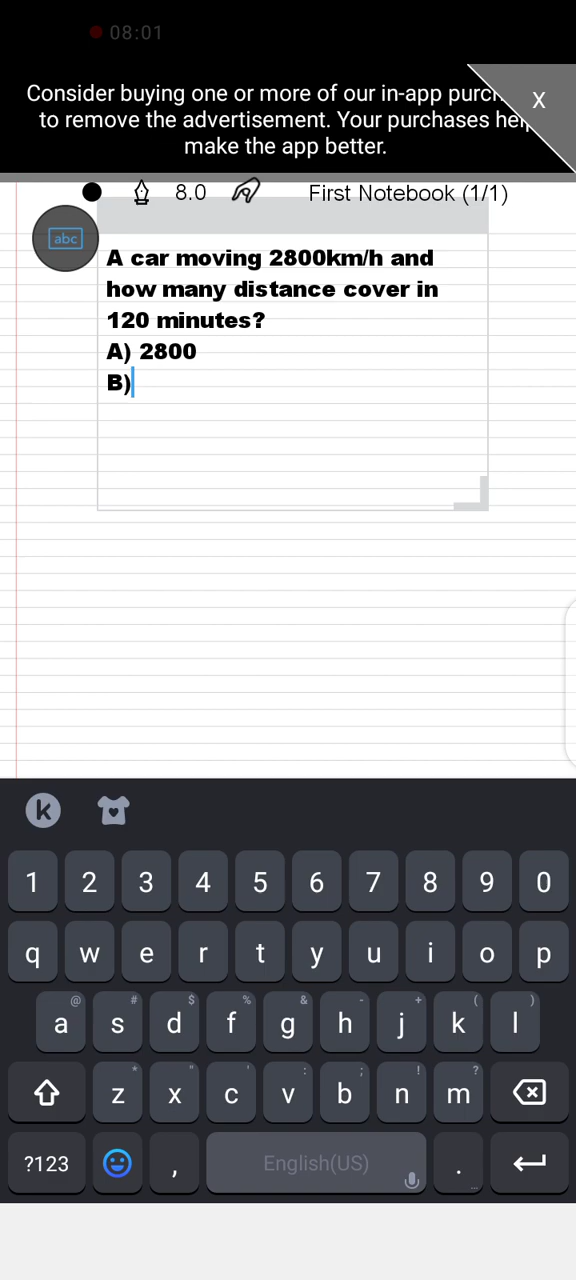 08:01
Consider buying one or more of our in-app purch
to remove the advertisement. Your purchases help
make the app better.
X
8.0 First Notebook (1/1)
abc
A car moving 2800km/h and
how many distance cover in
120 minutes?
A) 2800
B)
k
1 2 3 4 5 6 7 8 9 0
q w e r t y u i o p
@ # $ % & - + ( )
a s d f g h j k l
* " ' : ; ! ?
z x c v b n m
?123 , English(US) . ...